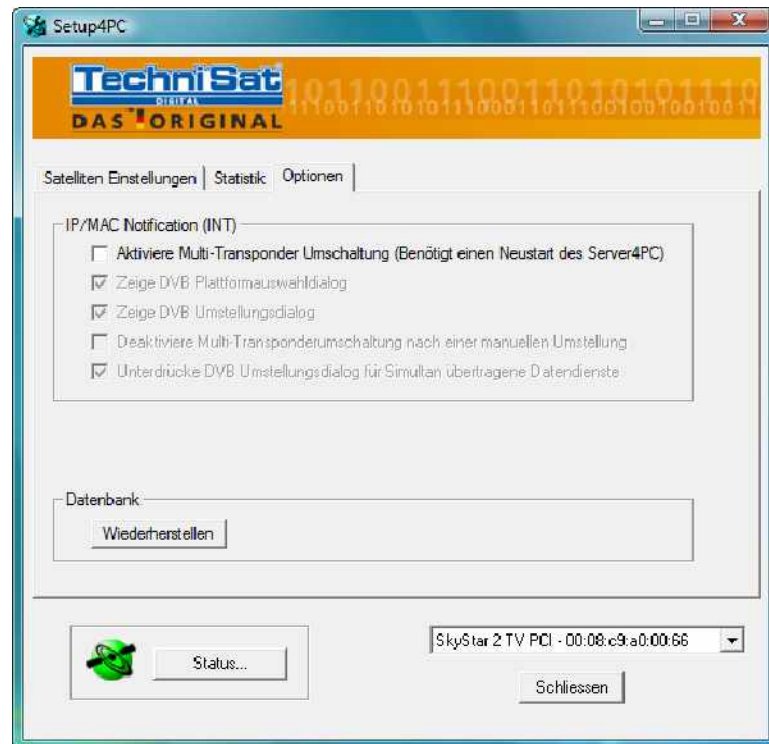 Setup4PC
TechniSat
DIGITAL
DAS ORIGINAL
Satelliten Einstellungen
Statistik
Optionen
IP/MAC Notification (INT)
Aktiviere Multi-Transponder Umschaltung (Benötigt einen Neustart des Server4PC)
Zeige DVB Plattformauswahldialog
Zeige DVB Umstellungsdialog
Deaktiviere Multi-Transponderumschaltung nach einer manuellen Umstellung
Unterdrücke DVB Umstellungsdialog für Simultan übertragene Datendienste
Datenbank
Wiederherstellen
Status...
SkyStar 2 TV PCI - 00:08:c9:a0:00:66
Schliessen